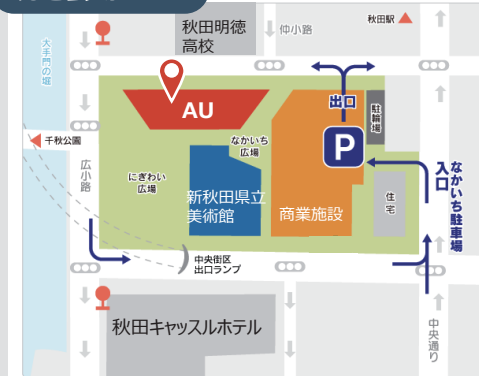 秋田明徳
高校
仲小路
秋田駅
大手門の堀
出口
駐輪場
AU
P
千秋公園
なかいち
広場
にぎわい
広場
広小路
新秋田県立
美術館
商業施設
住宅
入口
なかいち駐車場
中央街区
出口ランプ
秋田キャッスルホテル
中央通り